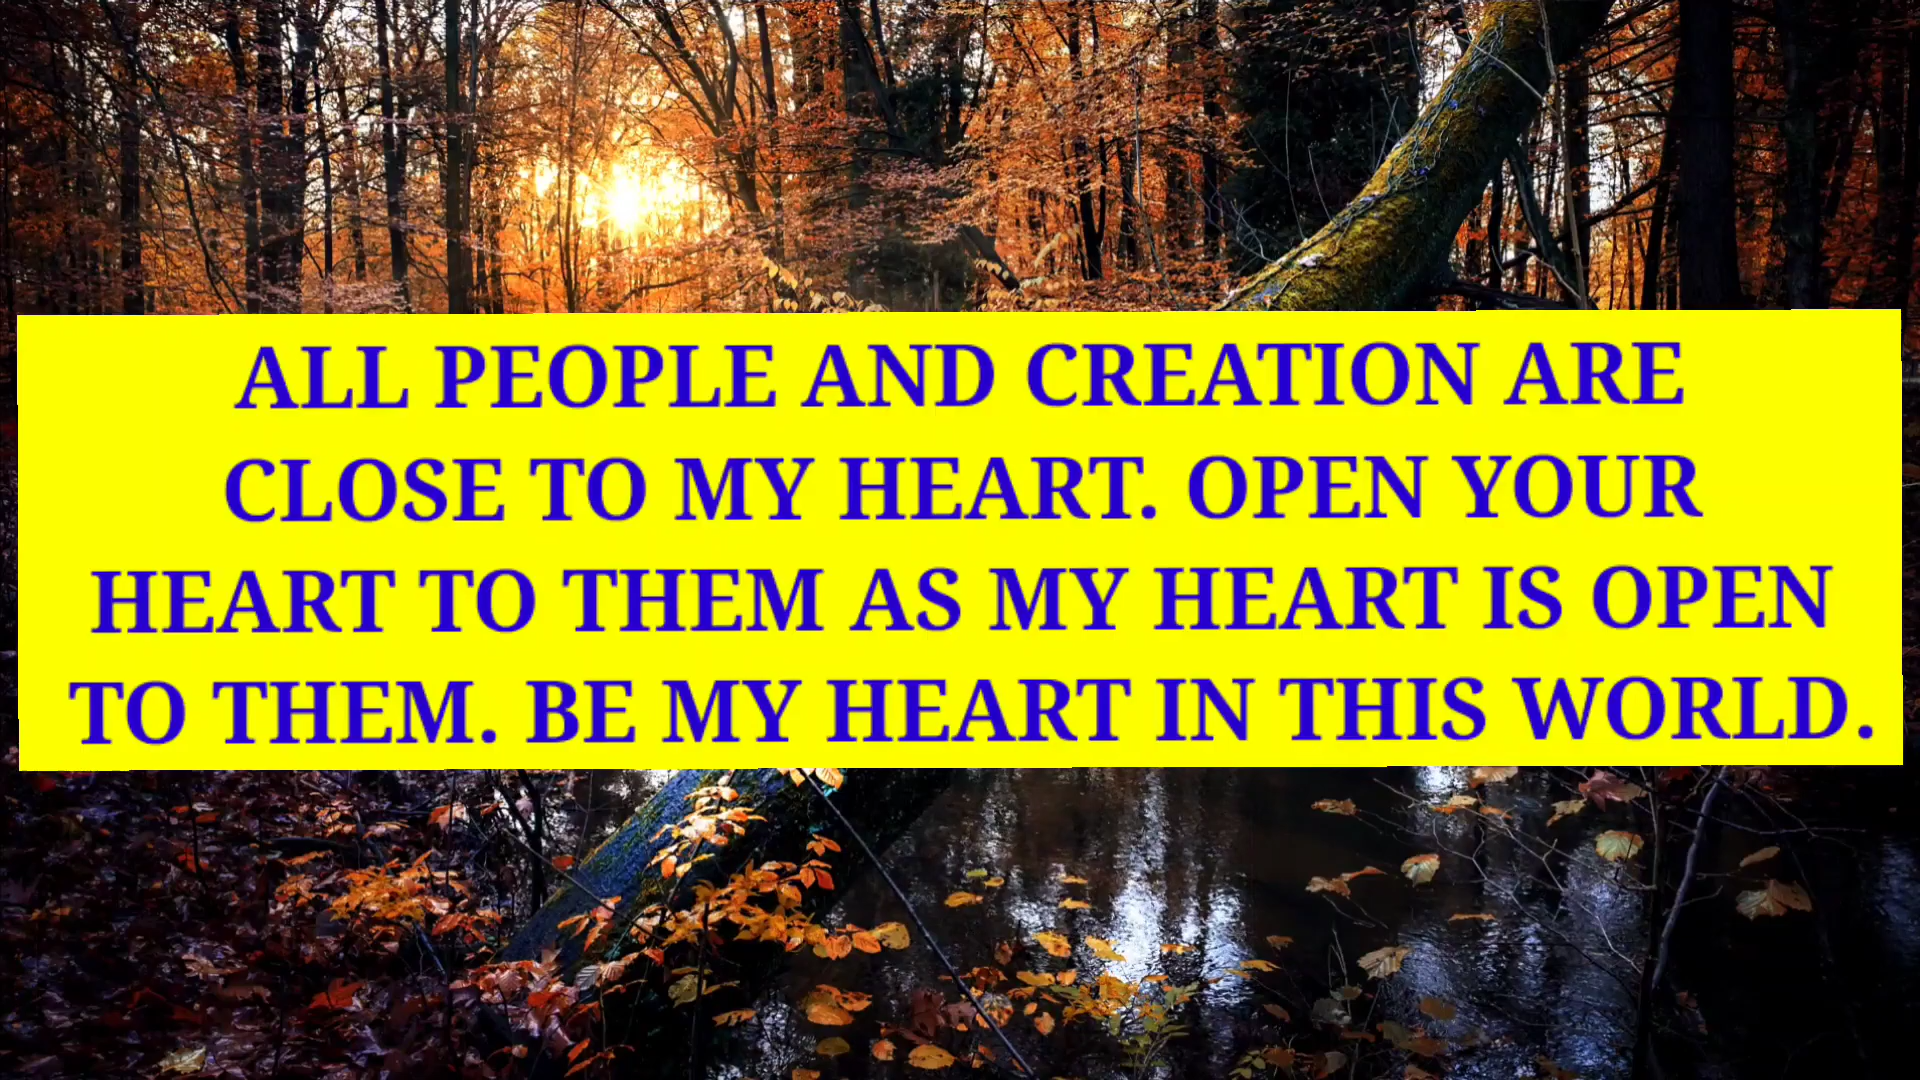 ALL PEOPLE AND CREATION ARE
CLOSE TO MY HEART. OPEN YOUR
HEART TO THEM AS MY HEART IS OPEN
TO THEM. BE MY HEART IN THIS WORLD.